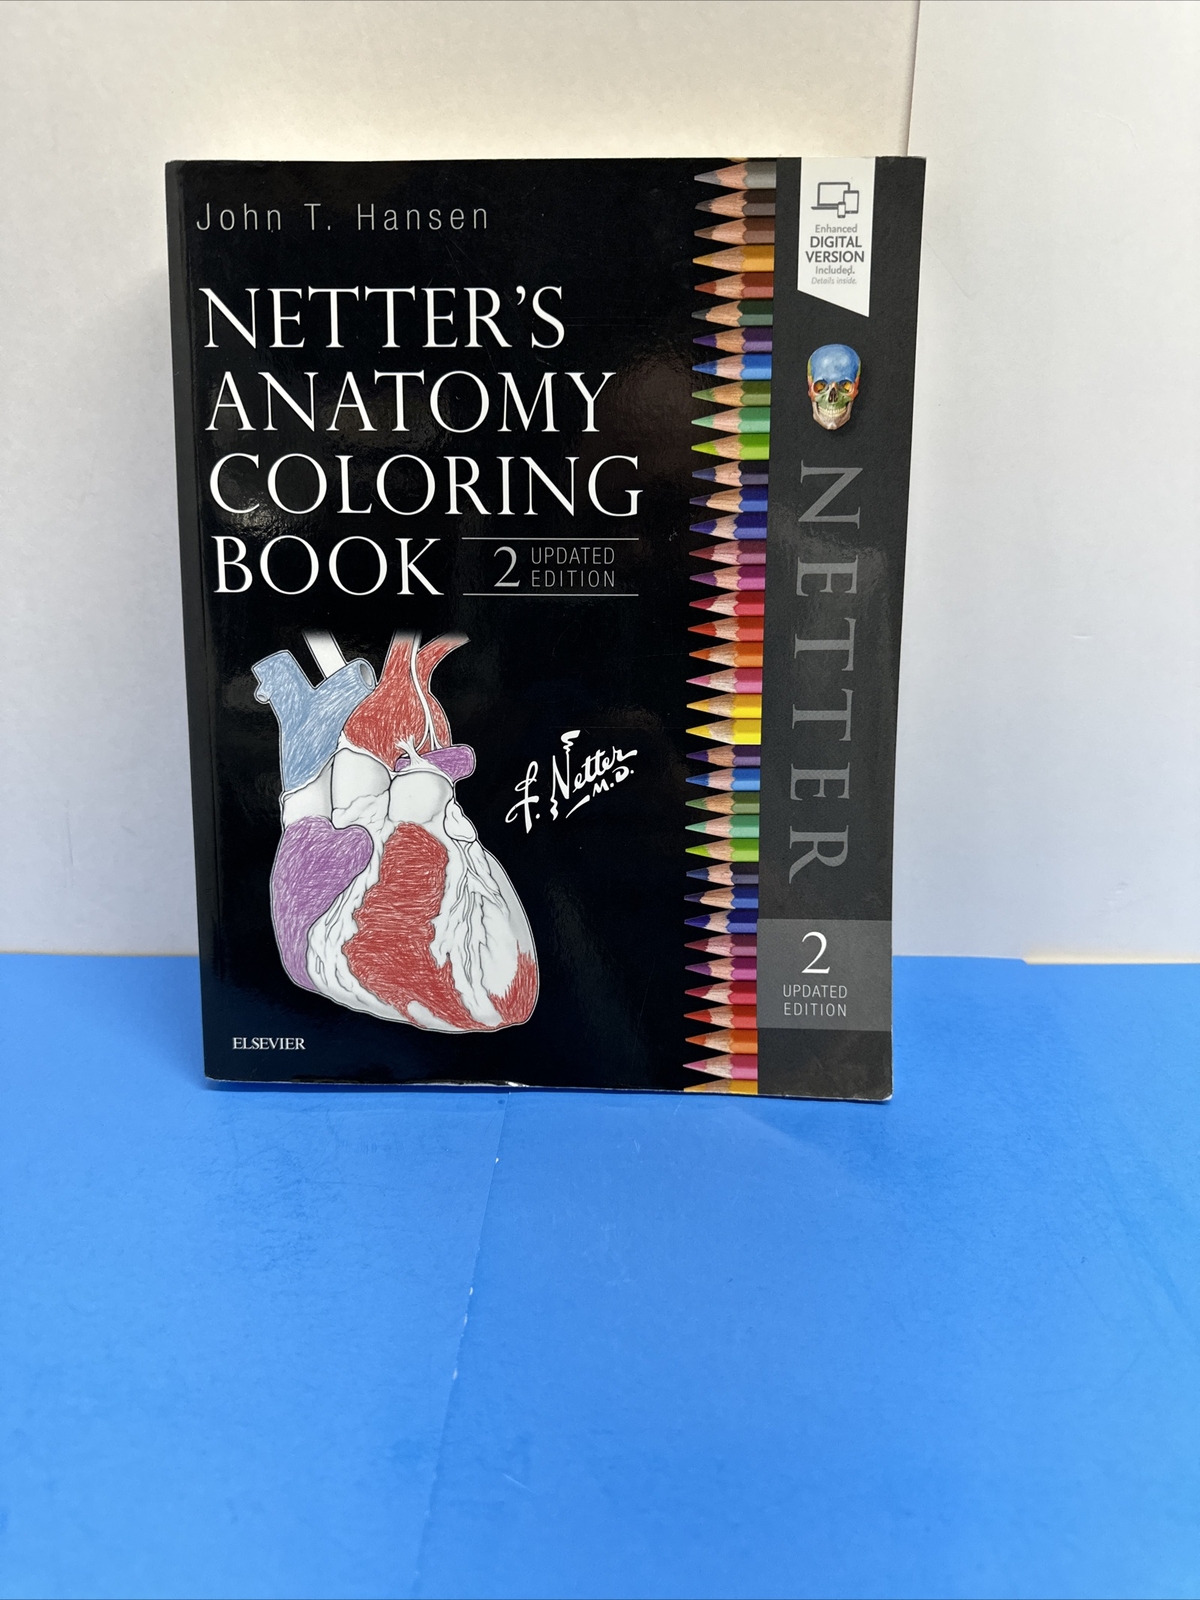 John T. Hansen
NETTER'S
ANATOMY
COLORING
BOOK
2 UPDATED
EDITION
F. Netter
M.D.
ELSEVIER
Enhanced
DIGITAL
VERSION
Included.
Details inside.
NETTER
2
UPDATED
EDITION